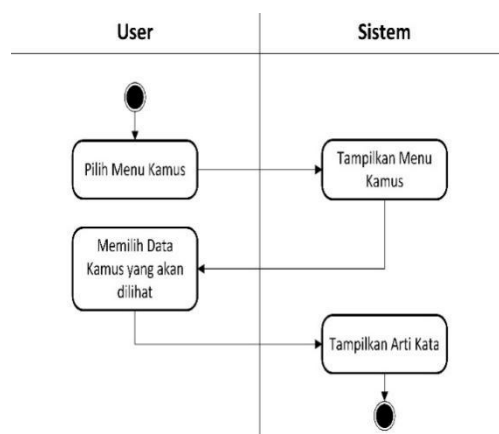 User
Sistem
Pilih Menu Kamus
Tampilkan Menu
Kamus
Memilih Data
Kamus yang akan
dilihat
Tampilkan Arti Kata